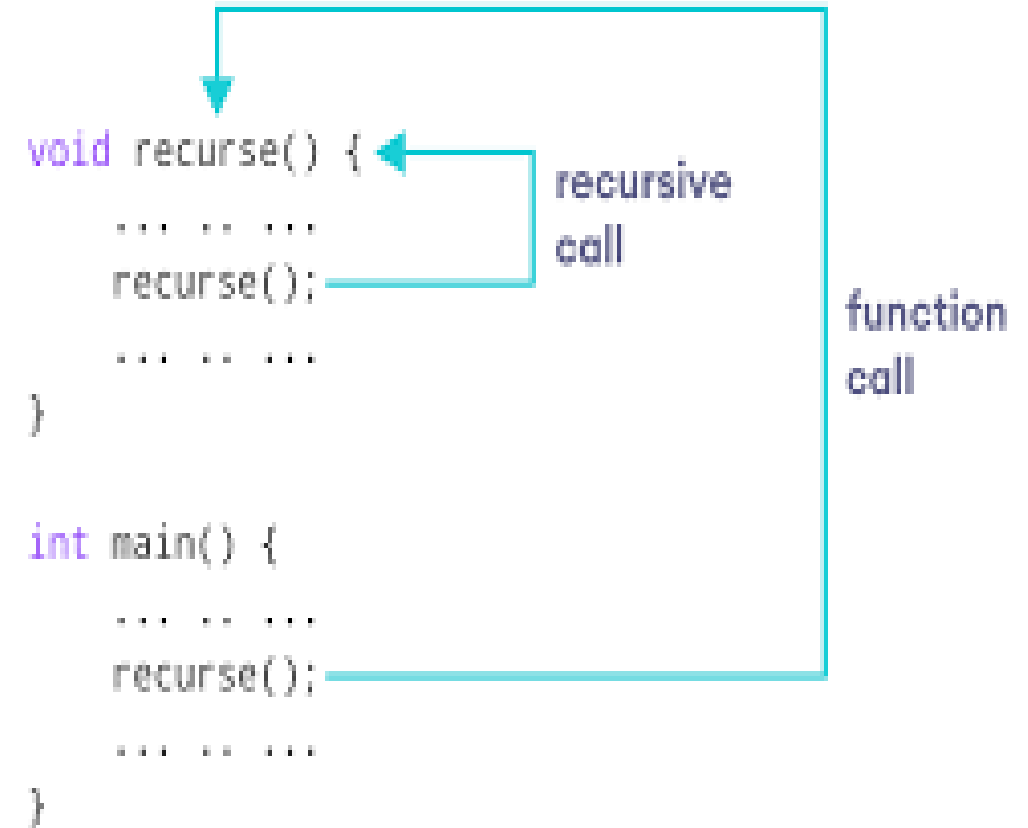 void recurse() {
... .. ...
recurse();
... .. ...
}
recursive
call
function
call
int main() {
... .. ...
recurse();
... .. ...
}